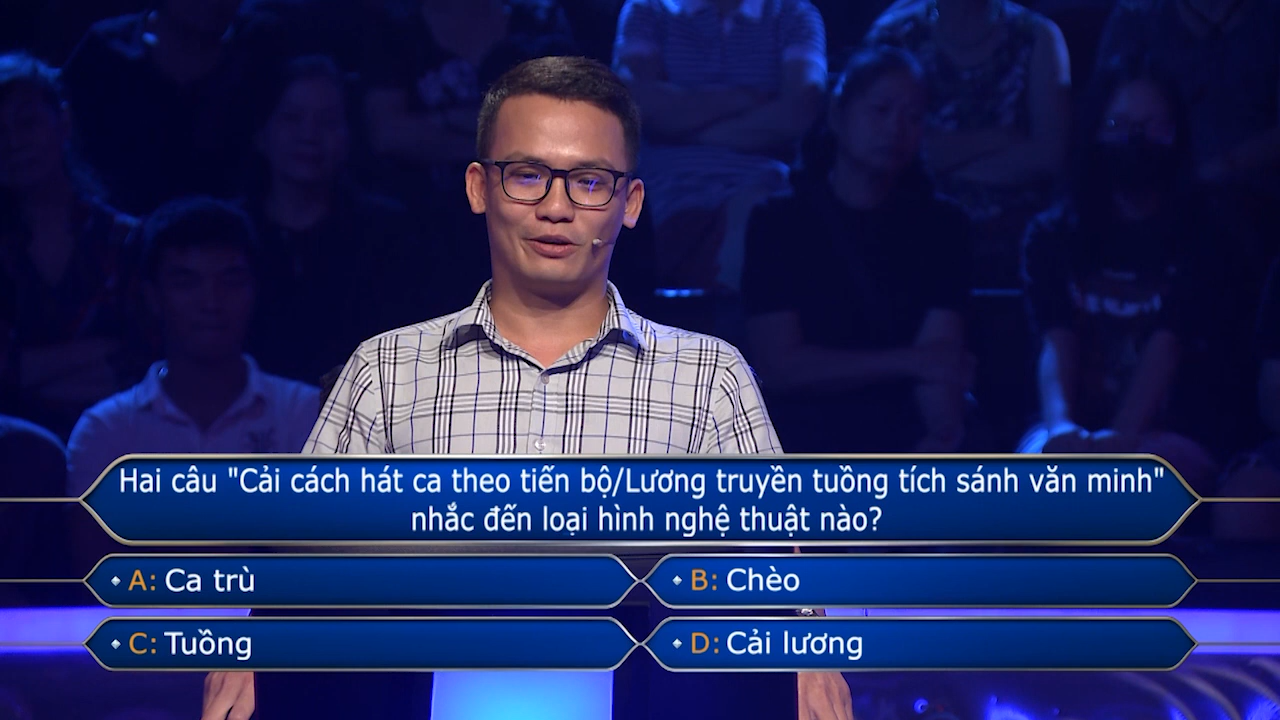 Hai câu "Cải cách hát ca theo tiến bộ/Lương truyền tuồng tích sánh văn minh"
nhắc đến loại hình nghệ thuật nào?
A: Ca trù
B: Chèo
C: Tuồng
D: Cải lương